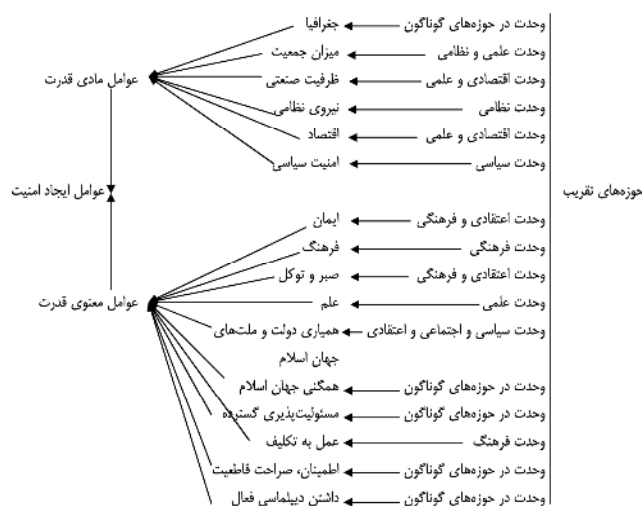 وحدت در حوزه‌های گوناگون جغرافیا
وحدت علمی و نظامی میزان جمعیت
وحدت اقتصادی و علمی ظرفیت صنعتی عوامل مادی قدرت
وحدت نظامی نیروی نظامی
وحدت اقتصادی و علمی اقتصاد
وحدت سیاسی امنیت سیاسی
حوزه‌های تقریب عوامل ایجاد امنیت
وحدت اعتقادی و فرهنگی ایمان
وحدت فرهنگی فرهنگ
وحدت اعتقادی و فرهنگی صبر و توکل
وحدت علمی علم عوامل معنوی قدرت
وحدت سیاسی و اجتماعی و اعتقادی همیاری دولت و ملت‌های
جهان اسلام
وحدت در حوزه‌های گوناگون همگنی جهان اسلام
وحدت در حوزه‌های گوناگون مسئولیت‌پذیری گسترده
وحدت فرهنگ عمل به تکلیف
وحدت در حوزه‌های گوناگون اطمینان، صراحت قاطعیت
وحدت در حوزه‌های گوناگون داشتن دیپلماسی فعال